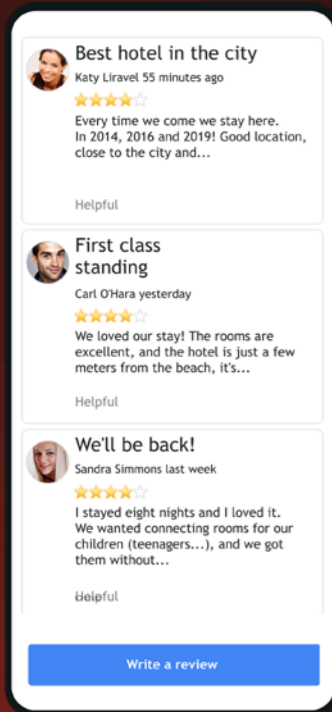 Best hotel in the city
Katy Liravel 55 minutes ago
Every time we come we stay here.
In 2014, 2016 and 2019! Good location,
close to the city and...
Helpful
First class
standing
Carl O'Hara yesterday
We loved our stay! The rooms are
excellent, and the hotel is just a few
meters from the beach, it's...
Helpful
We'll be back!
Sandra Simmons last week
I stayed eight nights and I loved it.
We wanted connecting rooms for our
children (teenagers...), and we got
them without...
Helpful
Write a review